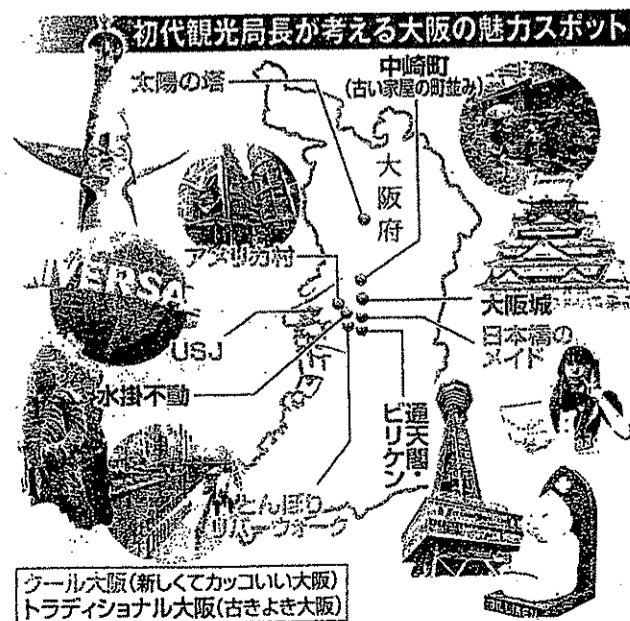 初代観光局長が考える大阪の魅力スポット
太陽の塔
中崎町
(古い家屋の町並み)
大阪府
アメリカ村
VERSA
USJ
大阪城
日本橋の
メイド
水掛不動
通天閣・
ビリケン
とんぼり
リバーウォーク
クール大阪(新しくてカッコいい大阪)
トラディショナル大阪(古きよき大阪)